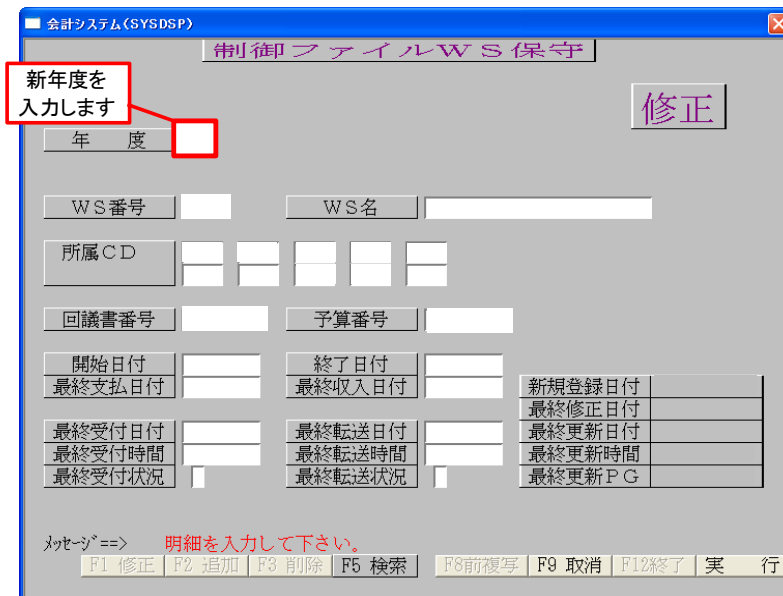 会計システム(SYSDSP)
制御ファイルWS保守
新年度を
入力します
修正
年 度
WS番号 WS名
所属CD
回議書番号 予算番号
開始日付 終了日付
最終支払日付 最終収入日付 新規登録日付
最終修正日付
最終受付日付 最終転送日付 最終更新日付
最終受付時間 最終転送時間 最終更新時間
最終受付状況 最終転送状況 最終更新PG
メッセージ==> 明細を入力して下さい。
F1 修正 F2 追加 F3 削除 F5 検索 F8前複写 F9 取消 F12終了 実 行